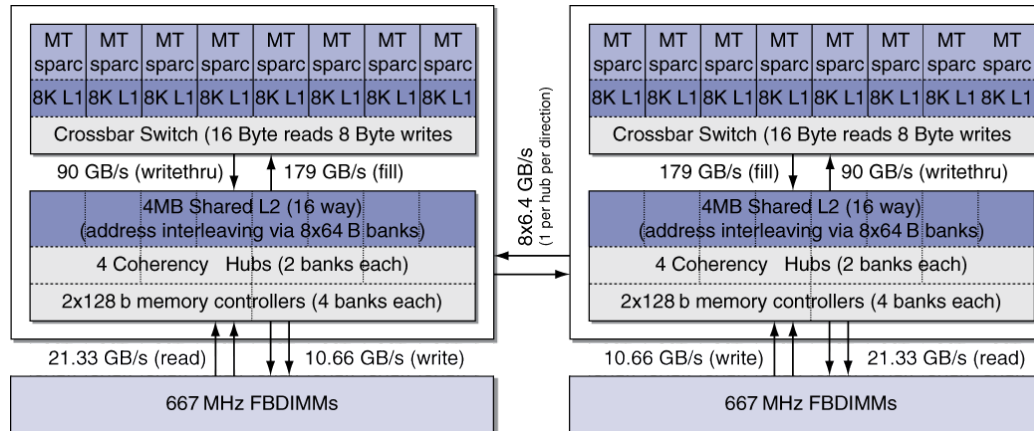 MT MT MT MT MT MT MT MT
sparc sparc sparc sparc sparc sparc sparc sparc
8K L1 8K L1 8K L1 8K L1 8K L1 8K L1 8K L1 8K L1
Crossbar Switch (16 Byte reads 8 Byte writes
90 GB/s (writethru)
179 GB/s (fill)
4MB Shared L2 (16 way)
(address interleaving via 8x64 B banks)
4 Coherency Hubs (2 banks each)
2x128 b memory controllers (4 banks each)
21.33 GB/s (read)
10.66 GB/s (write)
667 MHz FBDIMMs
8x6.4 GB/s
(1 per hub per direction)
MT MT MT MT MT MT MT MT
sparc sparc sparc sparc sparc sparc sparc sparc
8K L1 8K L1 8K L1 8K L1 8K L1 8K L1 8K L1 8K L1
Crossbar Switch (16 Byte reads 8 Byte writes
179 GB/s (fill)
90 GB/s (writethru)
4MB Shared L2 (16 way)
(address interleaving via 8x64 B banks)
4 Coherency Hubs (2 banks each)
2x128 b memory controllers (4 banks each)
10.66 GB/s (write)
21.33 GB/s (read)
667 MHz FBDIMMs